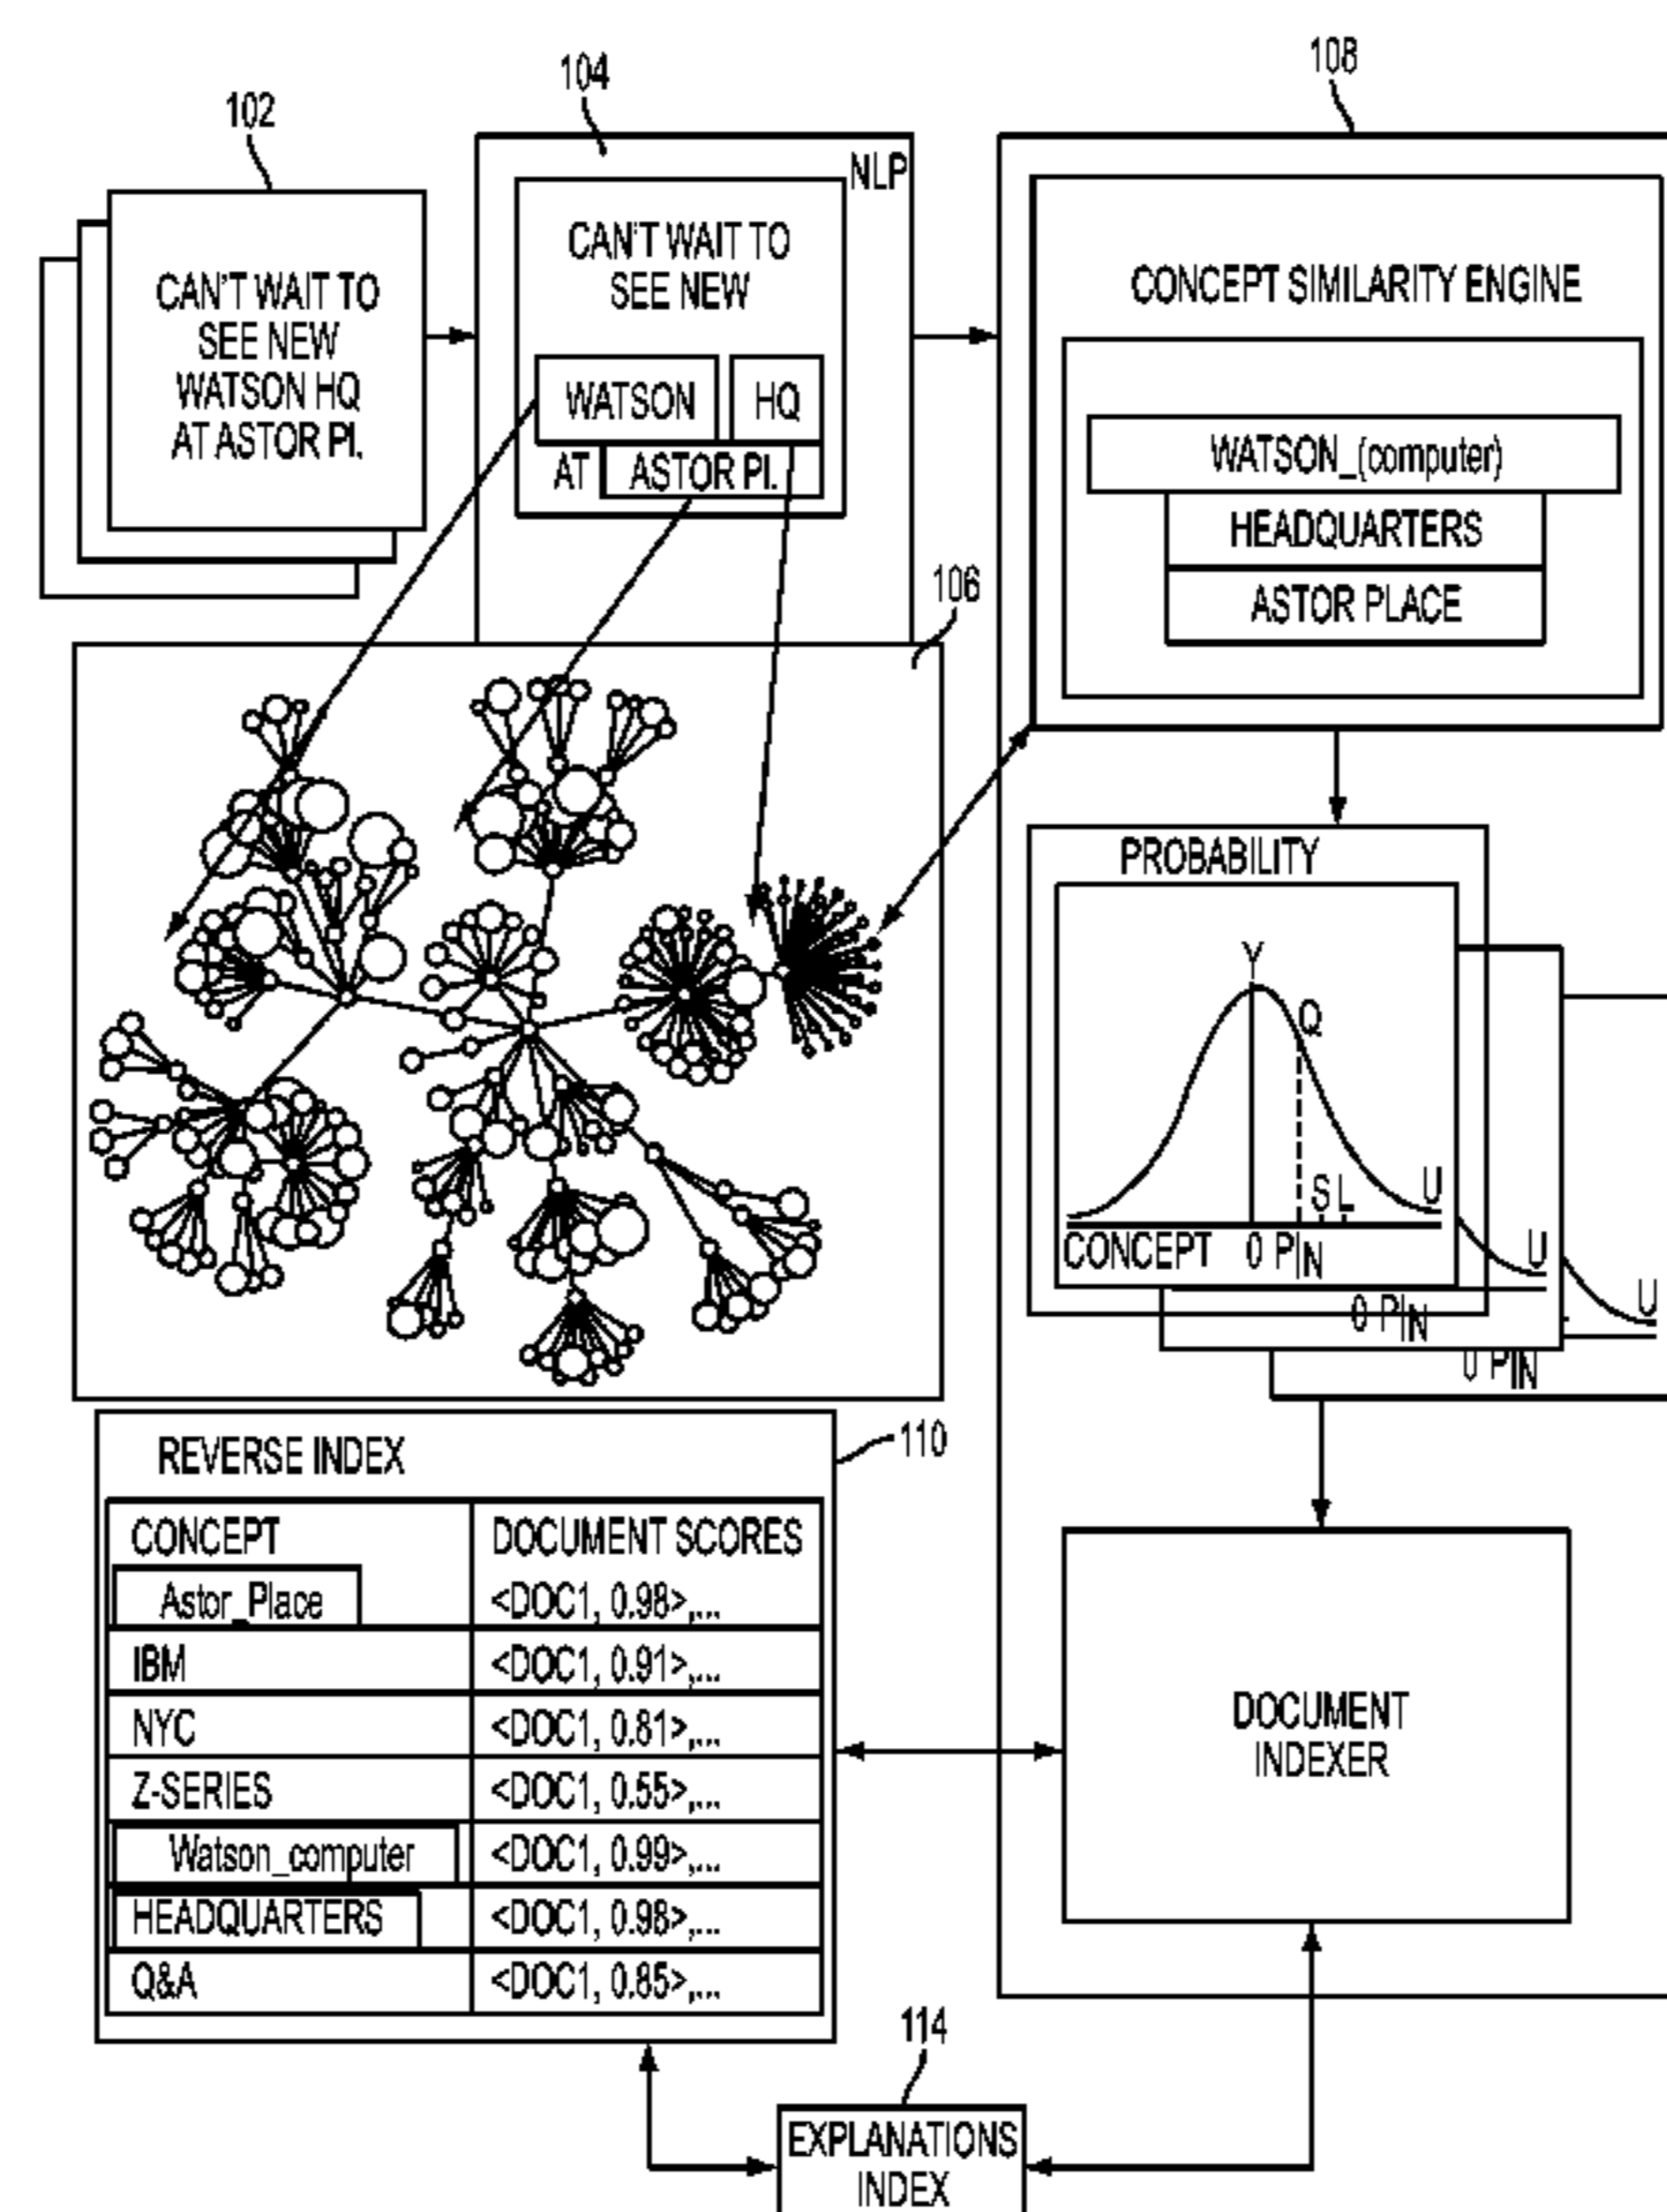 102
CAN'T WAIT TO
SEE NEW
WATSON HQ
AT ASTOR Pl.
104
NLP
CAN'T WAIT TO
SEE NEW
WATSON HQ
AT ASTOR Pl.
106
108
CONCEPT SIMILARITY ENGINE
WATSON_(computer)
HEADQUARTERS
ASTOR PLACE
PROBABILITY
Y
Q
S L U
CONCEPT 0 PIN
U
0 PIN
U
0 PIN
REVERSE INDEX
110
CONCEPT DOCUMENT SCORES
Astor_Place <DOC1, 0.98>,...
IBM <DOC1, 0.91>,...
NYC <DOC1, 0.81>,...
Z-SERIES <DOC1, 0.55>,...
Watson_computer <DOC1, 0.99>,...
HEADQUARTERS <DOC1, 0.98>,...
Q&A <DOC1, 0.85>,...
DOCUMENT
INDEXER
114
EXPLANATIONS
INDEX